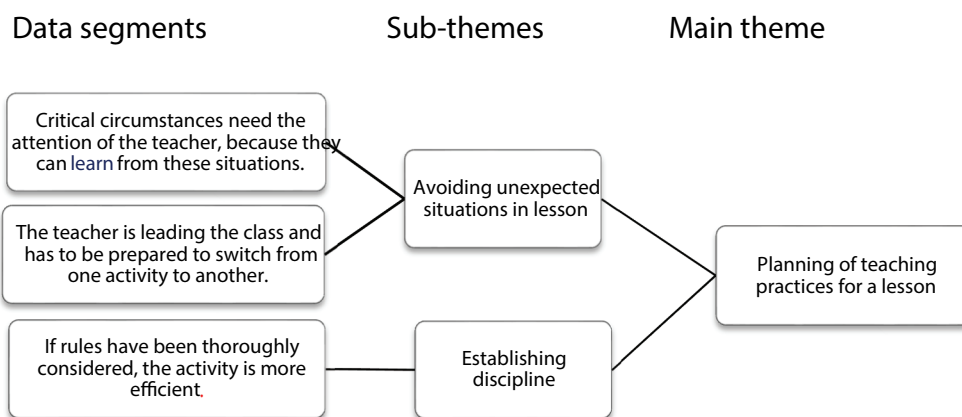 Data segments
Sub-themes
Main theme
Critical circumstances need the
attention of the teacher, because they
can learn from these situations.
The teacher is leading the class and
has to be prepared to switch from
one activity to another.
If rules have been thoroughly
considered, the activity is more
efficient.
Avoiding unexpected
situations in lesson
Establishing
discipline
Planning of teaching
practices for a lesson